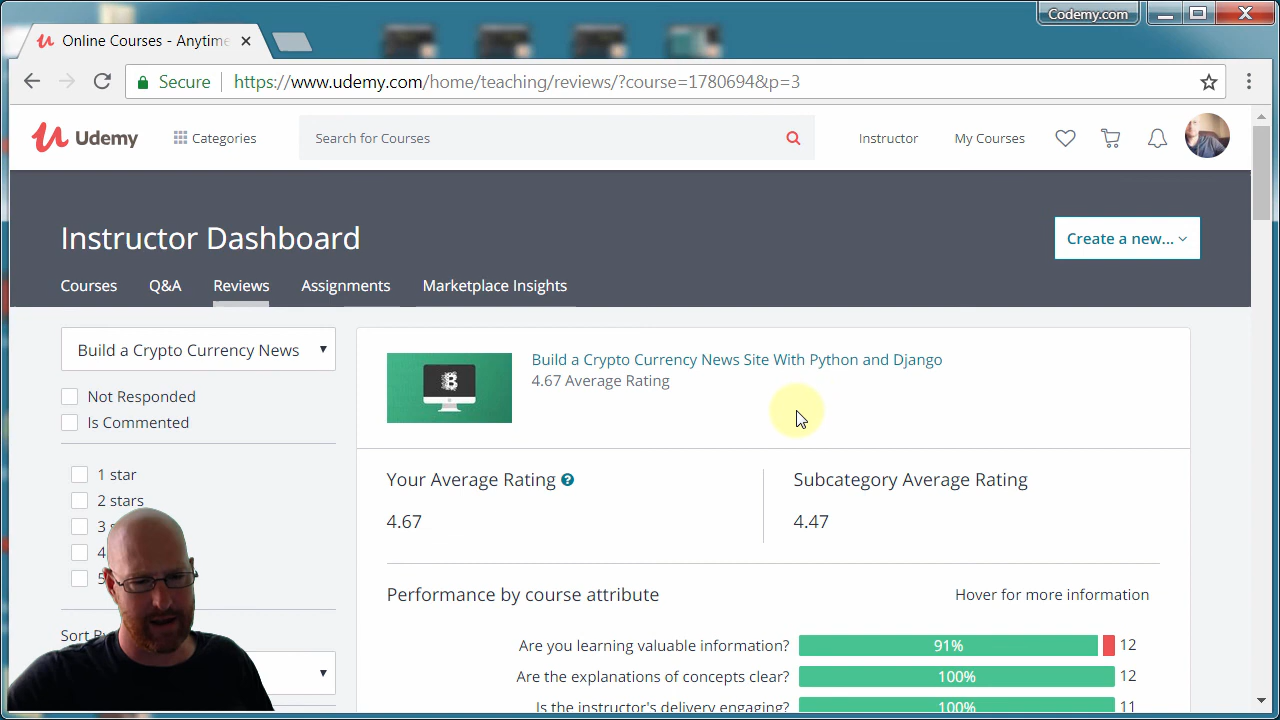 Codemy.com
Online Courses - Anytime
Secure https://www.udemy.com/home/teaching/reviews/?course=1780694&p=3
Udemy Categories Search for Courses Instructor My Courses
Instructor Dashboard
Create a new...
Courses Q&A Reviews Assignments Marketplace Insights
Build a Crypto Currency News
Not Responded
Is Commented
1 star
2 stars
3
4
5
Sort By
Build a Crypto Currency News Site With Python and Django
4.67 Average Rating
Your Average Rating ?
4.67
Subcategory Average Rating
4.47
Performance by course attribute Hover for more information
Are you learning valuable information? 91% 12
Are the explanations of concepts clear? 100% 12
Is the instructor's delivery engaging? 100% 11